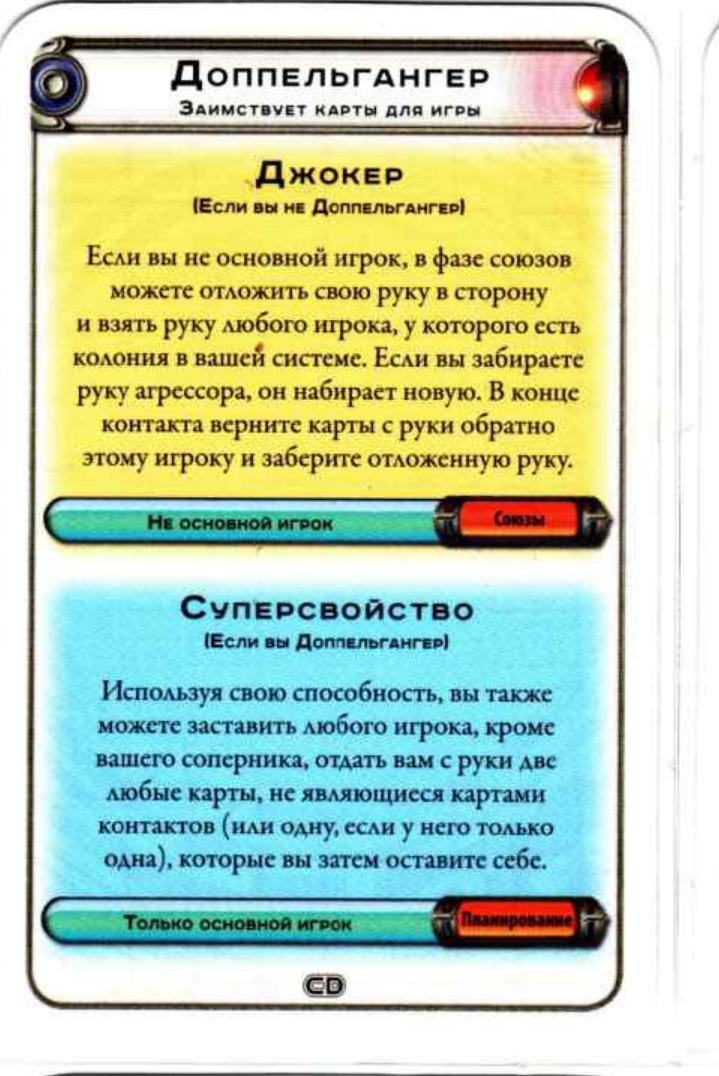 Доппельгангер
Заимствует карты для игры
Джокер
(Если вы не Доппельгангер)
Если вы не основной игрок, в фазе союзов
можете отложить свою руку в сторону
и взять руку любого игрока, у которого есть
колония в вашей системе. Если вы забираете
руку агрессора, он набирает новую. В конце
контакта верните карты с руки обратно
этому игроку и заберите отложенную руку.
Не основной игрок
Союзы
Суперсвойство
(Если вы Доппельгангер)
Используя свою способность, вы также
можете заставить любого игрока, кроме
вашего соперника, отдать вам с руки две
любые карты, не являющиеся картами
контактов (или одну, если у него только
одна), которые вы затем оставите себе.
Только основной игрок
Планирование
CD